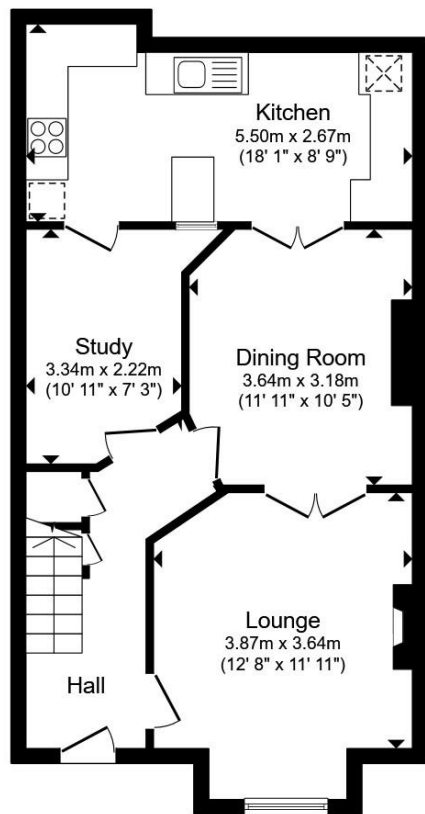 Kitchen
5.50m x 2.67m
(18' 1" x 8' 9")
Study
3.34m x 2.22m
(10' 11" x 7' 3")
Dining Room
3.64m x 3.18m
(11' 11" x 10' 5")
Lounge
3.87m x 3.64m
(12' 8" x 11' 11")
Hall